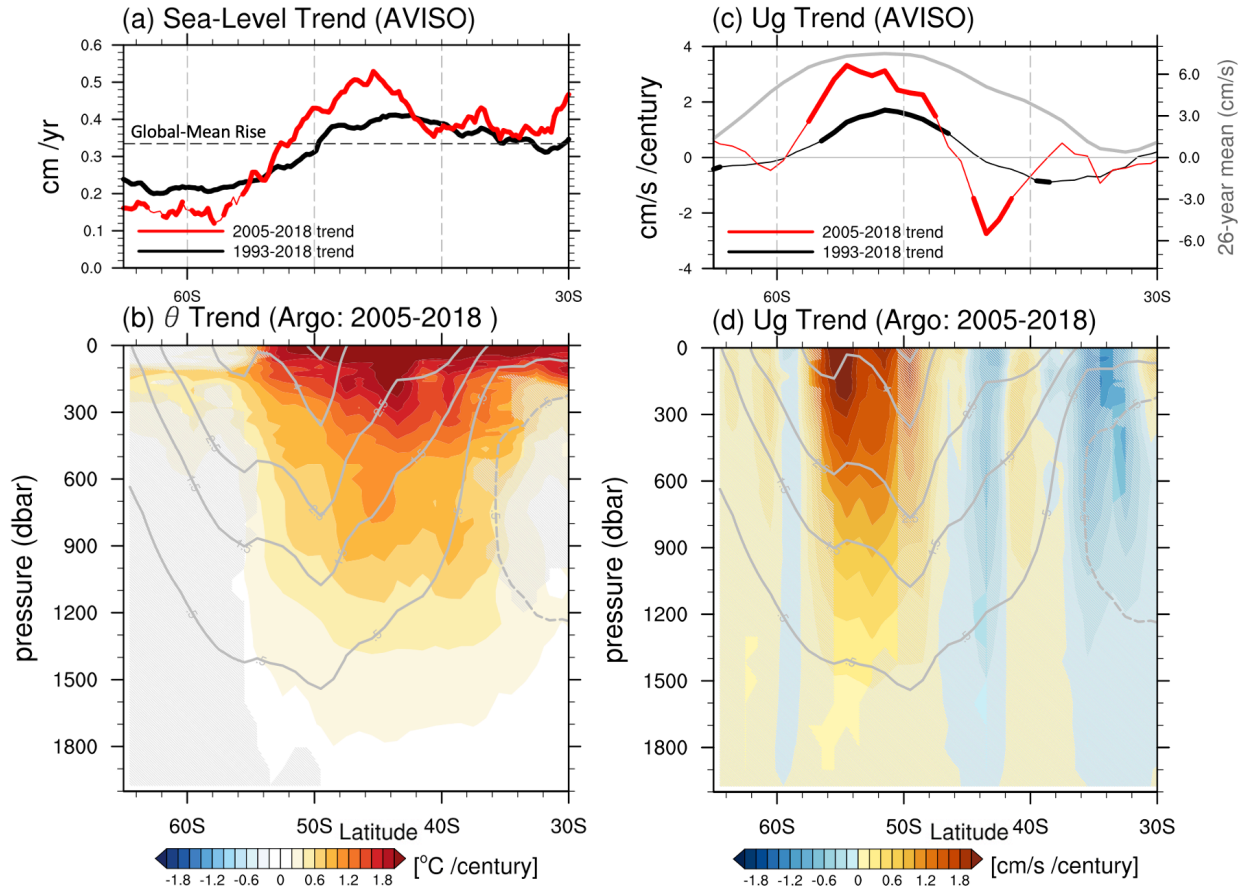 (a) Sea-Level Trend (AVISO)
0.6
0.5
0.4
0.3
0.2
0.1
0.0
cm /yr
Global-Mean Rise
2005-2018 trend
1993-2018 trend
60S
30S
(c) Ug Trend (AVISO)
4
2
0
-2
-4
cm/s /century
6.0
3.0
0.0
-3.0
-6.0
26-year mean (cm/s)
2005-2018 trend
1993-2018 trend
60S
30S
(b) θ Trend (Argo: 2005-2018 )
0
300
600
900
1200
1500
1800
pressure (dbar)
60S
50S
40S
30S
Latitude
-1.8
-1.2
-0.6
0
0.6
1.2
1.8
[°C /century]
(d) Ug Trend (Argo: 2005-2018)
0
300
600
900
1200
1500
1800
pressure (dbar)
60S
50S
40S
30S
Latitude
-1.8
-1.2
-0.6
0
0.6
1.2
1.8
[cm/s /century]